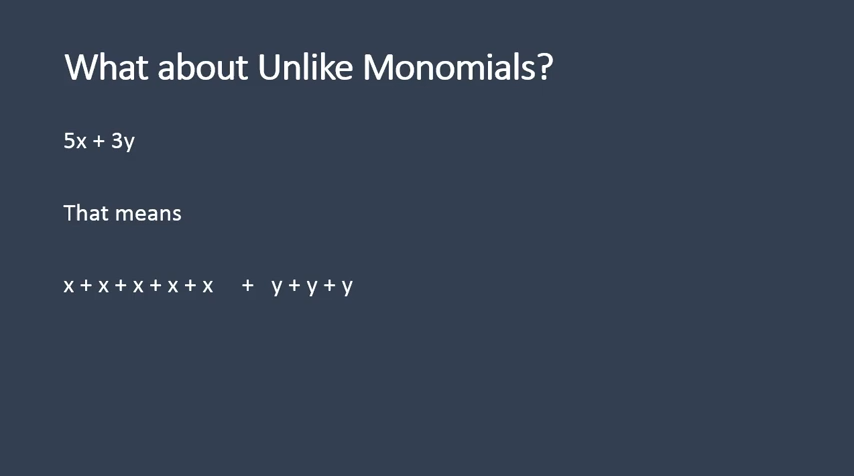 What about Unlike Monomials?
5x + 3y
That means
x + x + x + x + x + y + y + y